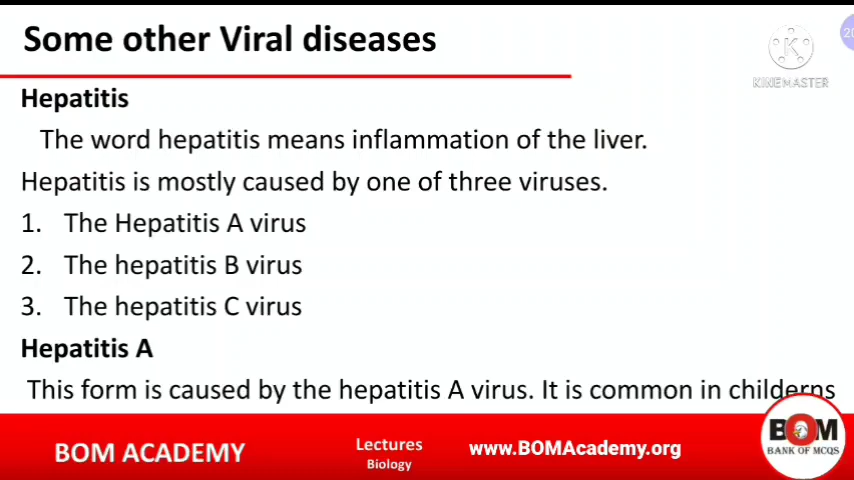 Some other Viral diseases
20
K
KINEMASTER
Hepatitis
The word hepatitis means inflammation of the liver.
Hepatitis is mostly caused by one of three viruses.
1. The Hepatitis A virus
2. The hepatitis B virus
3. The hepatitis C virus
Hepatitis A
This form is caused by the hepatitis A virus. It is common in childerns
BOM ACADEMY
Lectures
Biology
www.BOMAcademy.org
BOM
BANK OF MCQS